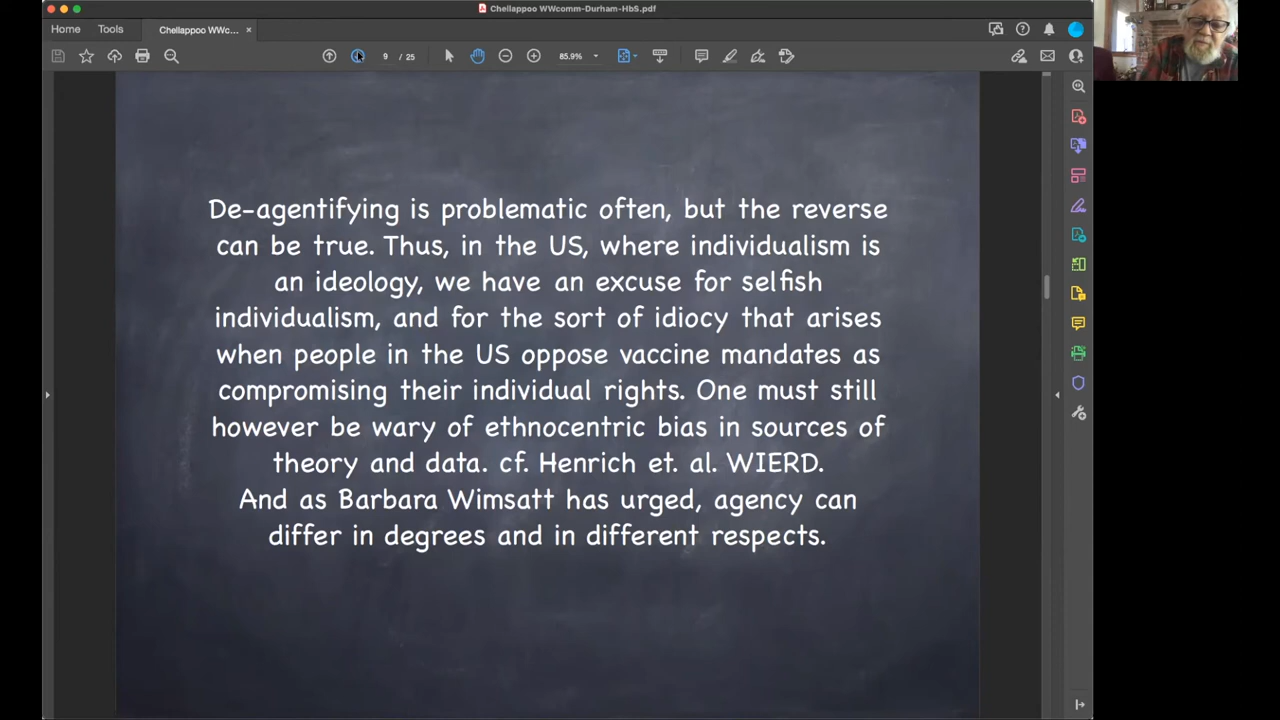 Chellappoo WWcomm-Durham-HbS.pdf
Home Tools Chellappoo WWc... ×
9 / 25 85.9%
De-agentifying is problematic often, but the reverse
can be true. Thus, in the US, where individualism is
an ideology, we have an excuse for selfish
individualism, and for the sort of idiocy that arises
when people in the US oppose vaccine mandates as
compromising their individual rights. One must still
however be wary of ethnocentric bias in sources of
theory and data. cf. Henrich et. al. WIERD.
And as Barbara Wimsatt has urged, agency can
differ in degrees and in different respects.